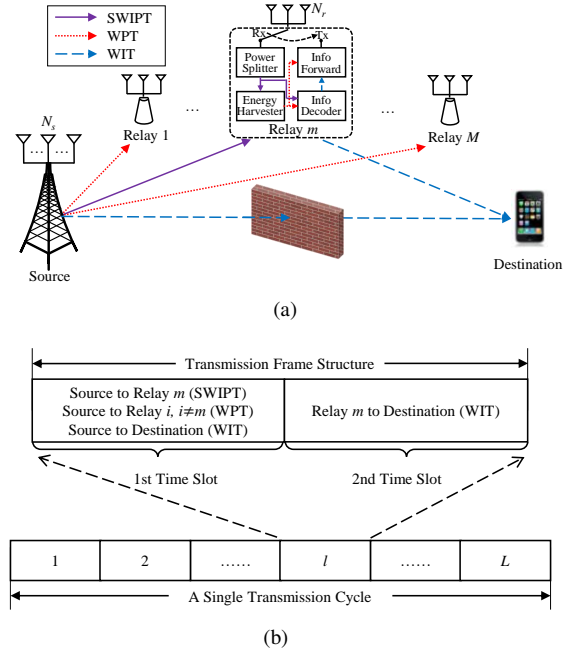 SWIPT
WPT
WIT
N_r
Rx
Tx
Power Splitter
Info Forward
Energy Harvester
Info Decoder
Relay m
Relay 1
...
...
Relay M
N_s
... ...
Source
Destination
(a)
Transmission Frame Structure
Source to Relay m (SWIPT)
Source to Relay i, i≠m (WPT)
Source to Destination (WIT)
Relay m to Destination (WIT)
1st Time Slot
2nd Time Slot
1 2 ...... l ...... L
A Single Transmission Cycle
(b)